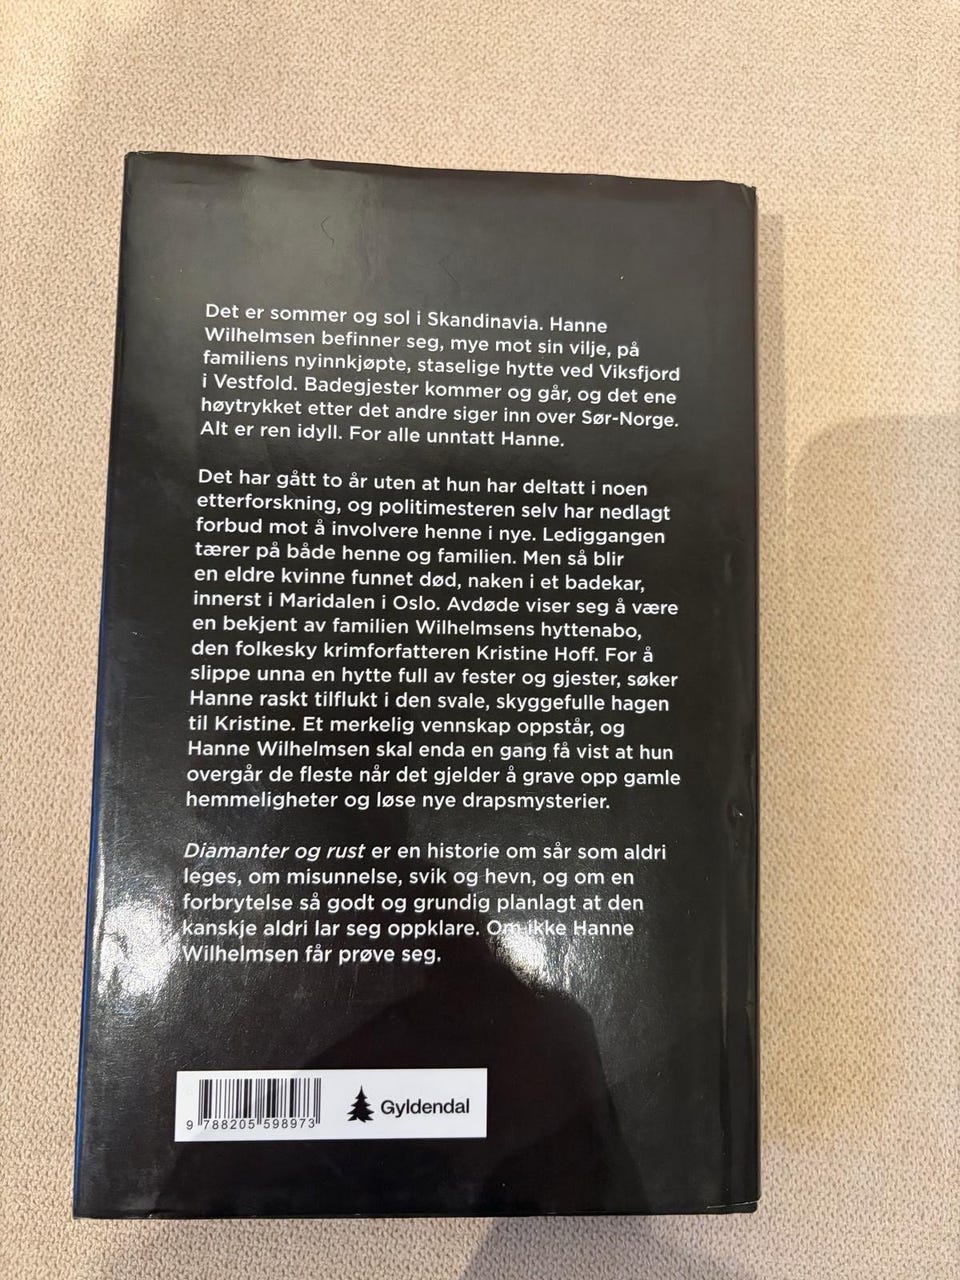 Det er sommer og sol i Skandinavia. Hanne
Wilhelmsen befinner seg, mye mot sin vilje, på
familiens nyinnkjøpte, staselige hytte ved Viksfjord
i Vestfold. Badegjester kommer og går, og det ene
høytrykket etter det andre siger inn over Sør-Norge.
Alt er ren idyll. For alle unntatt Hanne.
Det har gått to år uten at hun har deltatt i noen
etterforskning, og politimesteren selv har nedlagt
forbud mot å involvere henne i nye. Lediggangen
tærer på både henne og familien. Men så blir
en eldre kvinne funnet død, naken i et badekar,
innerst i Maridalen i Oslo. Avdøde viser seg å være
en bekjent av familien Wilhelmsens hyttenabo,
den folkesky krimforfatteren Kristine Hoff. For å
slippe unna en hytte full av fester og gjester, søker
Hanne raskt tilflukt i den svale, skyggefulle hagen
til Kristine. Et merkelig vennskap oppstår, og
Hanne Wilhelmsen skal enda en gang få vist at hun
overgår de fleste når det gjelder å grave opp gamle
hemmeligheter og løse nye drapsmysterier.
Diamanter og rust er en historie om sår som aldri
leges, om misunnelse, svik og hevn, og om en
forbrytelse så godt og grundig planlagt at den
kanskje aldri lar seg oppklare. Om ikke Hanne
Wilhelmsen får prøve seg.
9 788205 598973
Gyldendal